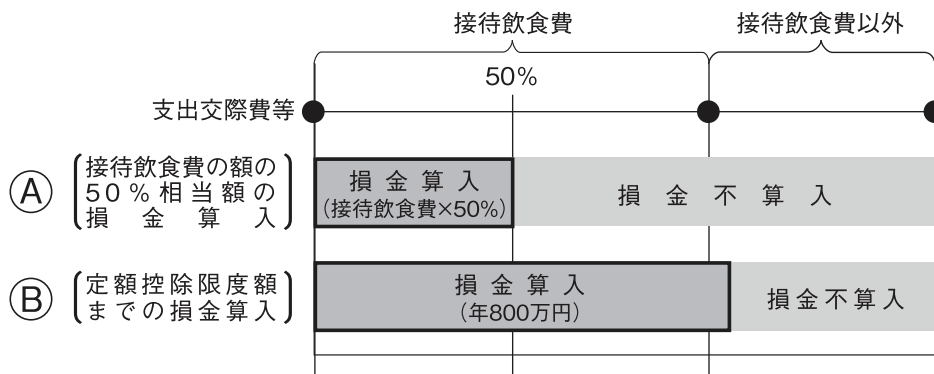 接待飲食費 接待飲食費以外
50%
支出交際費等
Ⓐ 接待飲食費の額の
50%相当額の
損金算入
損金算入
(接待飲食費×50%)
損金不算入
Ⓑ 定額控除限度額
までの損金算入
損金算入
(年800万円)
損金不算入